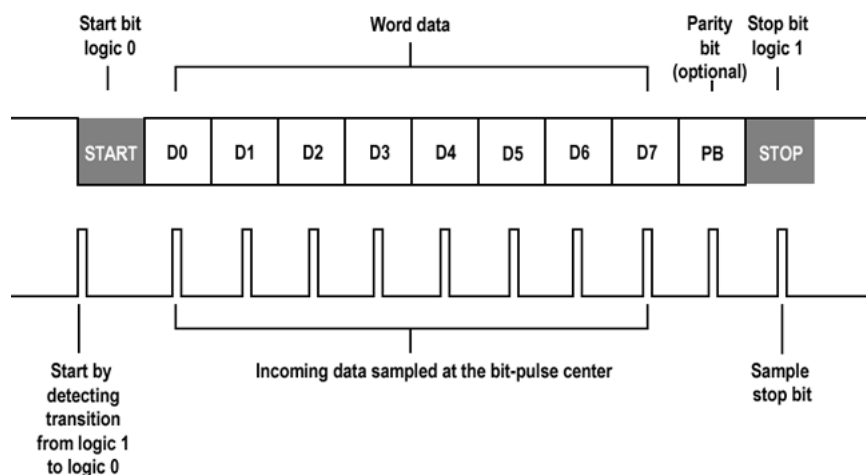 Start bit
logic 0
Word data
Parity
bit
(optional)
Stop bit
logic 1
START
D0
D1
D2
D3
D4
D5
D6
D7
PB
STOP
Start by
detecting
transition
from logic 1
to logic 0
Incoming data sampled at the bit-pulse center
Sample
stop bit